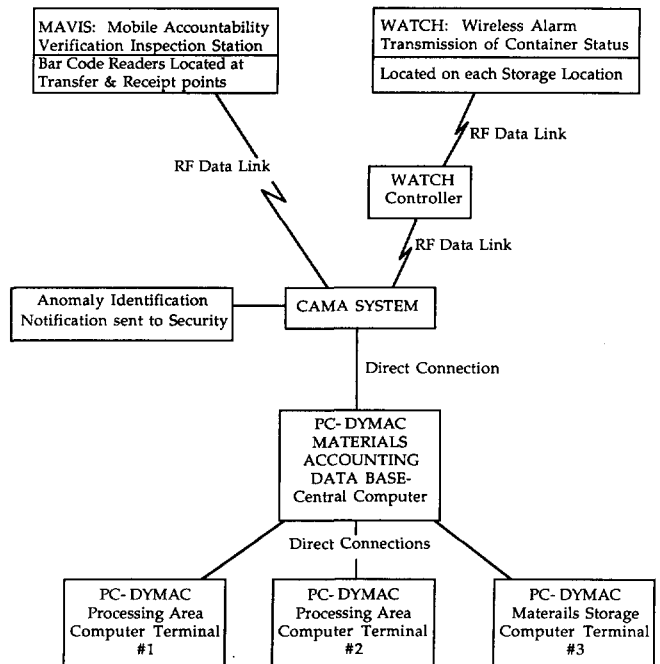 MAVIS: Mobile Accountability
Verification Inspection Station
Bar Code Readers Located at
Transfer & Receipt points
WATCH: Wireless Alarm
Transmission of Container Status
Located on each Storage Location
RF Data Link
RF Data Link
WATCH
Controller
RF Data Link
Anomaly Identification
Notification sent to Security
CAMA SYSTEM
Direct Connection
PC-DYMAC
MATERIALS
ACCOUNTING
DATA BASE-
Central Computer
Direct Connections
PC-DYMAC
Processing Area
Computer Terminal
#1
PC-DYMAC
Processing Area
Computer Terminal
#2
PC-DYMAC
Materails Storage
Computer Terminal
#3